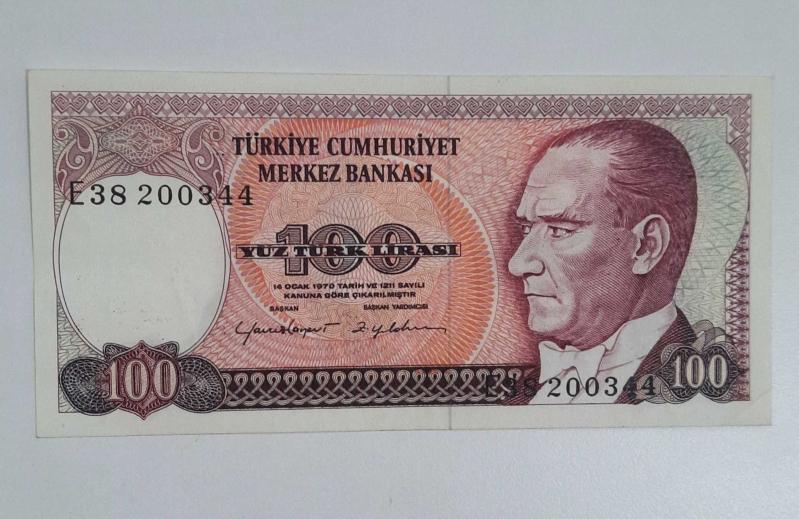 TÜRKİYE CUMHURİYET
MERKEZ BANKASI
E38 200344
100
YÜZ TÜRK LİRASI
14 OCAK 1970 TARİH VE 1211 SAYILI
KANUNA GÖRE ÇIKARILMIŞTIR
BAŞKAN BAŞKAN YARDIMCISI
100 E38 200344 100